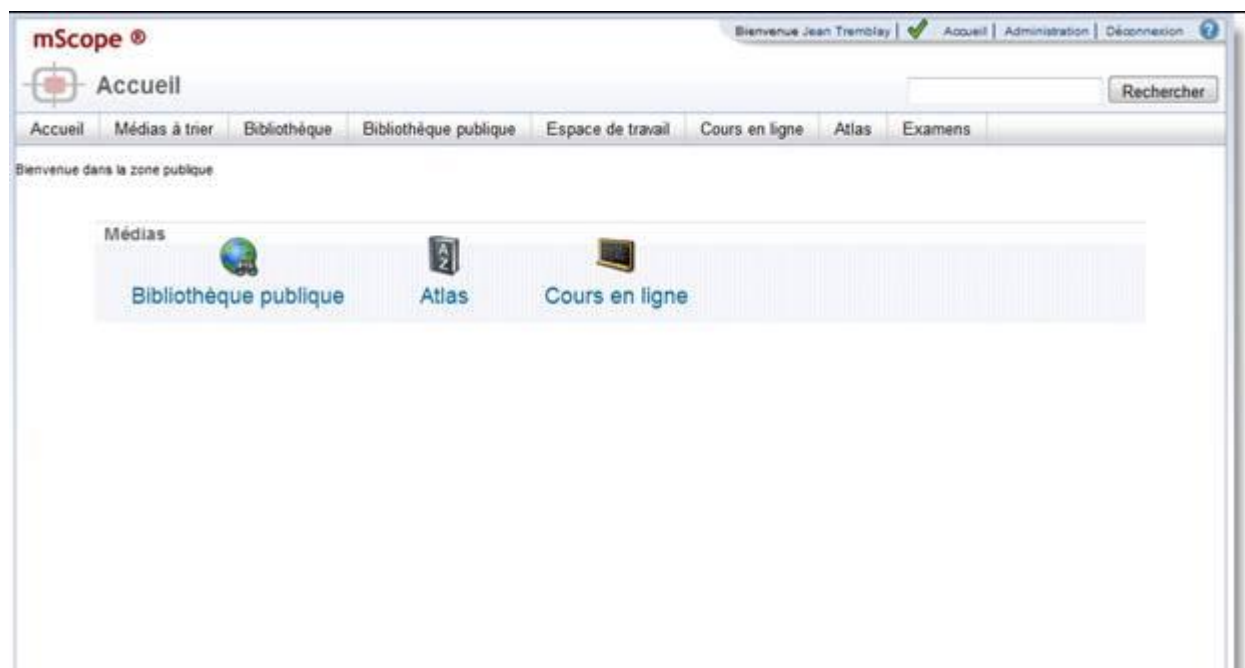 mScope ®
Bienvenue Jean Tremblay | Accueil | Administration | Déconnexion ?
Accueil
Rechercher
Accueil Médias à trier Bibliothèque Bibliothèque publique Espace de travail Cours en ligne Atlas Examens
Bienvenue dans la zone publique
Médias
A
Z
Bibliothèque publique Atlas Cours en ligne